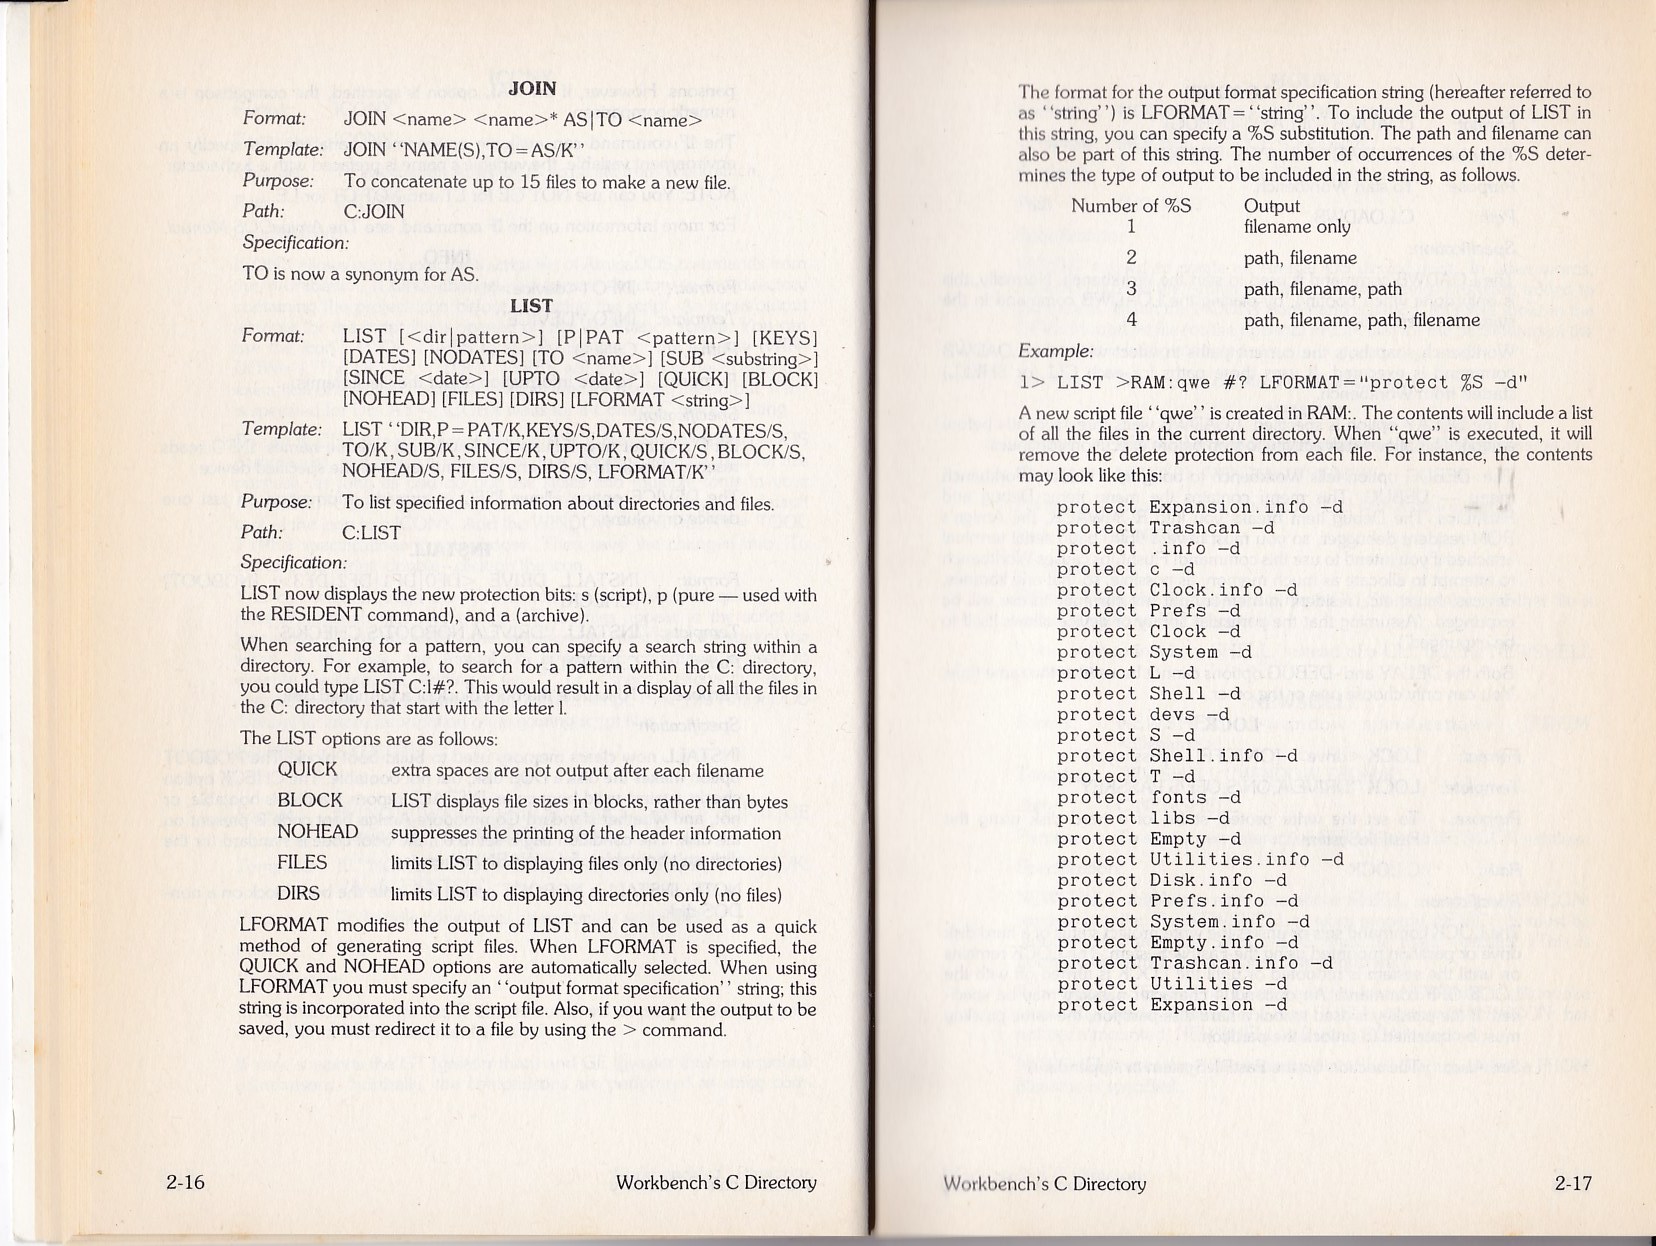 JOIN
Format: JOIN <name> <name>* AS|TO <name>
Template: JOIN ‘‘NAME(S),TO=AS/K’’
Purpose: To concatenate up to 15 files to make a new file.
Path: C:JOIN
Specification:
TO is now a synonym for AS.
LIST
Format: LIST [<dir|pattern>] [P|PAT <pattern>] [KEYS]
[DATES] [NODATES] [TO <name>] [SUB <substring>]
[SINCE <date>] [UPTO <date>] [QUICK] [BLOCK]
[NOHEAD] [FILES] [DIRS] [LFORMAT <string>]
Template: LIST ‘‘DIR,P=PAT/K,KEYS/S,DATES/S,NODATES/S,
TO/K,SUB/K,SINCE/K,UPTO/K,QUICK/S,BLOCK/S,
NOHEAD/S, FILES/S, DIRS/S, LFORMAT/K’’
Purpose: To list specified information about directories and files.
Path: C:LIST
Specification:
LIST now displays the new protection bits: s (script), p (pure — used with
the RESIDENT command), and a (archive).
When searching for a pattern, you can specify a search string within a
directory. For example, to search for a pattern within the C: directory,
you could type LIST C:l#?. This would result in a display of all the files in
the C: directory that start with the letter l.
The LIST options are as follows:
QUICK extra spaces are not output after each filename
BLOCK LIST displays file sizes in blocks, rather than bytes
NOHEAD suppresses the printing of the header information
FILES limits LIST to displaying files only (no directories)
DIRS limits LIST to displaying directories only (no files)
LFORMAT modifies the output of LIST and can be used as a quick
method of generating script files. When LFORMAT is specified, the
QUICK and NOHEAD options are automatically selected. When using
LFORMAT you must specify an ‘‘output format specification’’ string; this
string is incorporated into the script file. Also, if you want the output to be
saved, you must redirect it to a file by using the > command.
2-16 Workbench’s C Directory
The format for the output format specification string (hereafter referred to
as ‘‘string’’) is LFORMAT=‘‘string’’. To include the output of LIST in
this string, you can specify a %S substitution. The path and filename can
also be part of this string. The number of occurrences of the %S deter-
mines the type of output to be included in the string, as follows.
Number of %S Output
1 filename only
2 path, filename
3 path, filename, path
4 path, filename, path, filename
Example:
1> LIST >RAM:qwe #? LFORMAT="protect %S -d"
A new script file ‘‘qwe’’ is created in RAM:. The contents will include a list
of all the files in the current directory. When ‘‘qwe’’ is executed, it will
remove the delete protection from each file. For instance, the contents
may look like this:
protect Expansion.info -d
protect Trashcan -d
protect .info -d
protect c -d
protect Clock.info -d
protect Prefs -d
protect Clock -d
protect System -d
protect L -d
protect Shell -d
protect devs -d
protect S -d
protect Shell.info -d
protect T -d
protect fonts -d
protect libs -d
protect Empty -d
protect Utilities.info -d
protect Disk.info -d
protect Prefs.info -d
protect System.info -d
protect Empty.info -d
protect Trashcan.info -d
protect Utilities -d
protect Expansion -d
Workbench’s C Directory 2-17